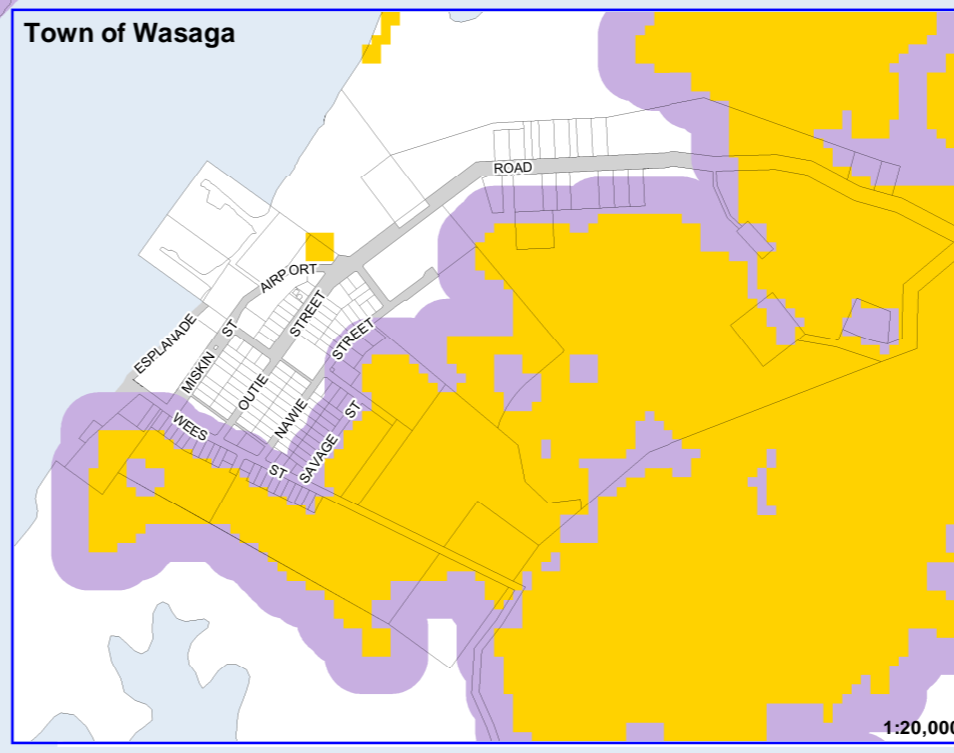 Town of Wasaga
ROAD
AIRPORT
STREET
ESPLANADE
MISKIN ST
STREET
OUTIE
NAWIE
WEES
ST
SAVAGE ST
1:20,000